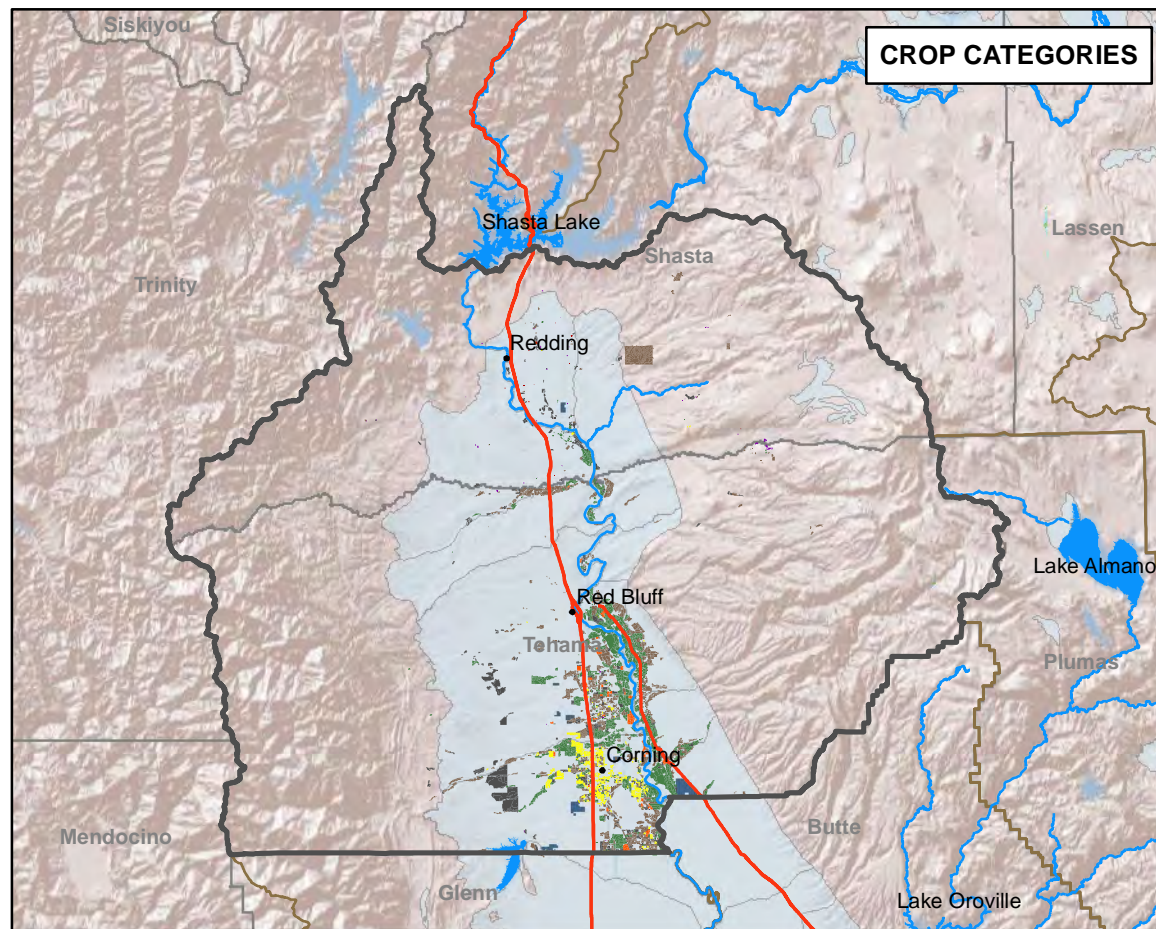 Siskiyou
CROP CATEGORIES
Shasta Lake
Lassen
Shasta
Trinity
Redding
Lake Almano
Red Bluff
Tehama
Plumas
Corning
Butte
Mendocino
Glenn
Lake Oroville